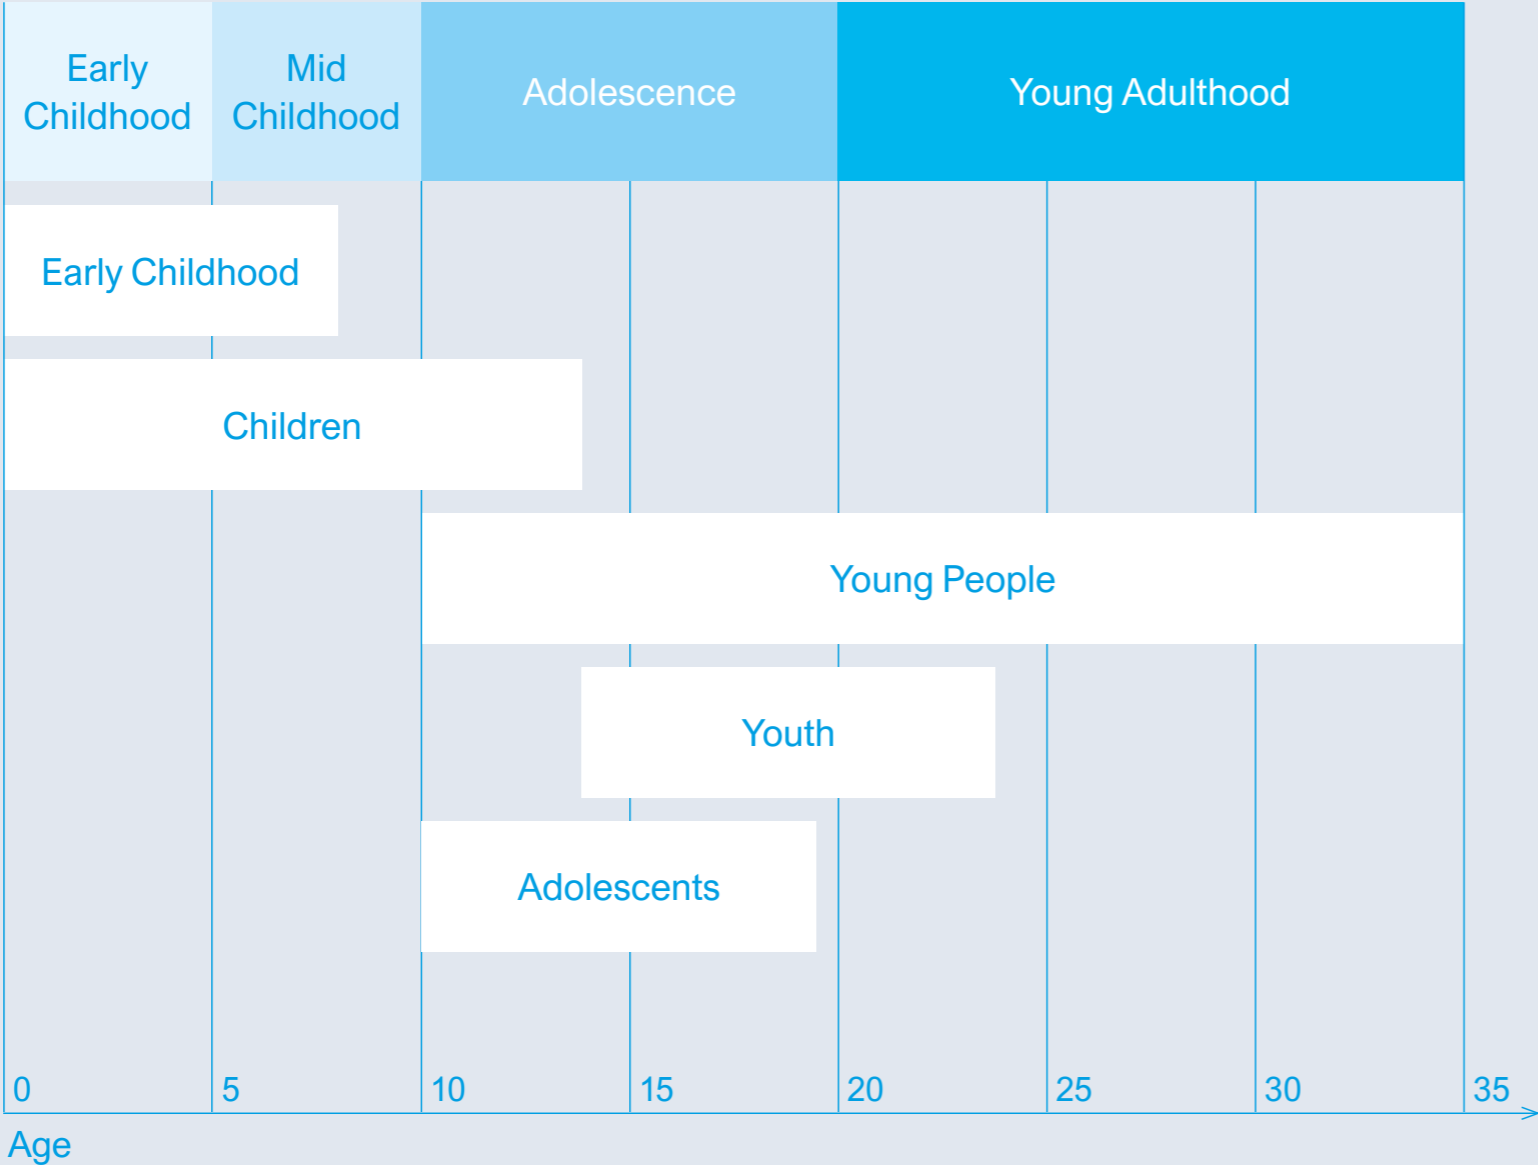 Early
Childhood
Mid
Childhood
Adolescence
Young Adulthood
Early Childhood
Children
Young People
Youth
Adolescents
0 5 10 15 20 25 30 35
Age